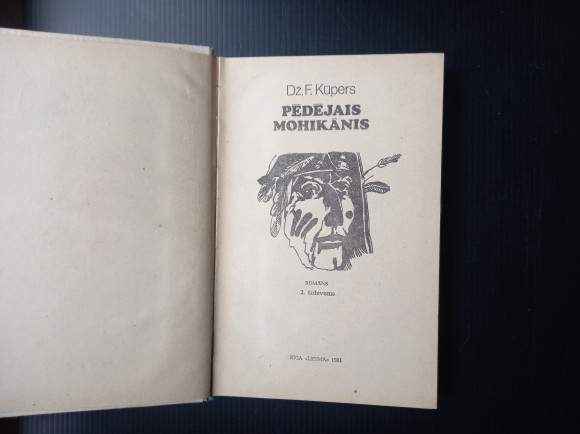 Dž. F. Kūpers
PĒDĒJAIS
MOHIKĀNIS
ROMĀNS
2. izdevums
RĪGA «LIESMA» 1981